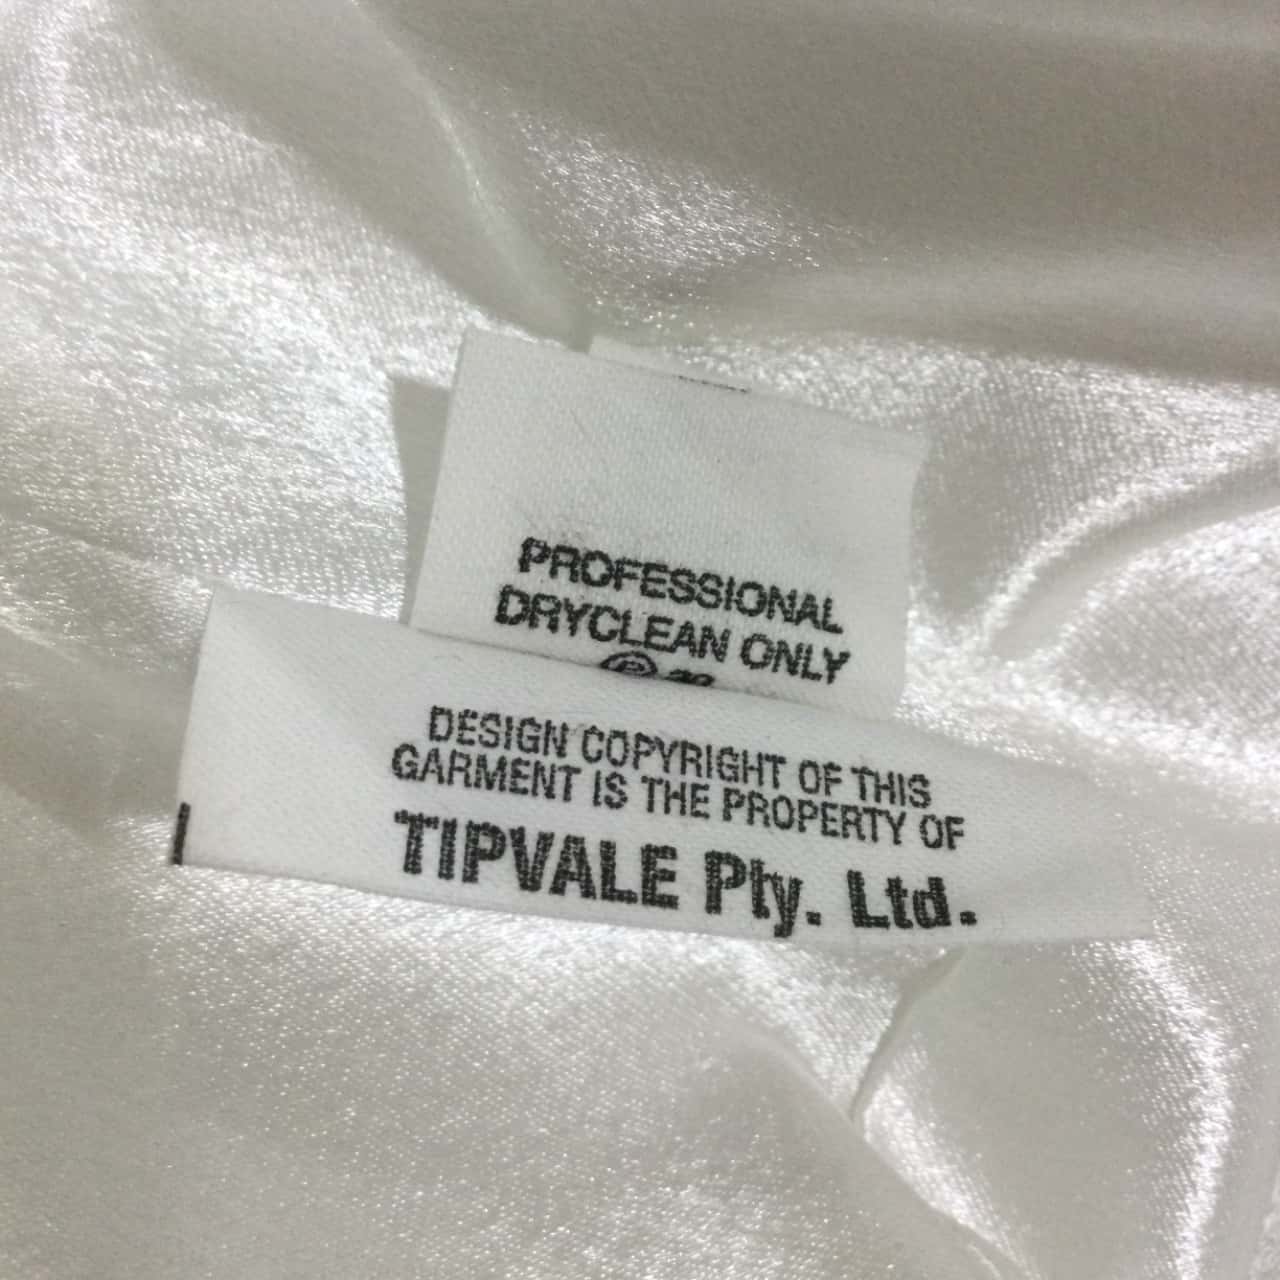 PROFESSIONAL
DRYCLEAN ONLY
DESIGN COPYRIGHT OF THIS
GARMENT IS THE PROPERTY OF
TIPVALE Pty. Ltd.